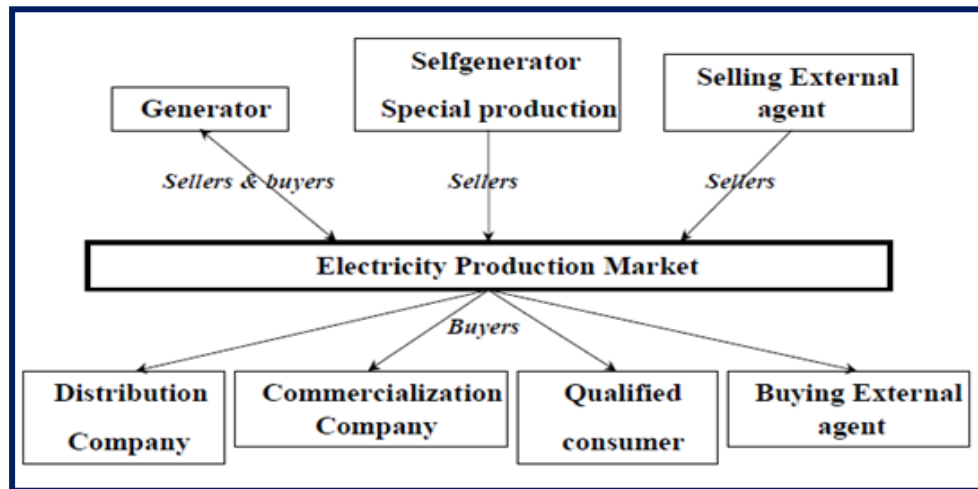 Generator
Selfgenerator
Special production
Selling External
agent
Sellers & buyers
Sellers
Sellers
Electricity Production Market
Buyers
Distribution
Company
Commercialization
Company
Qualified
consumer
Buying External
agent